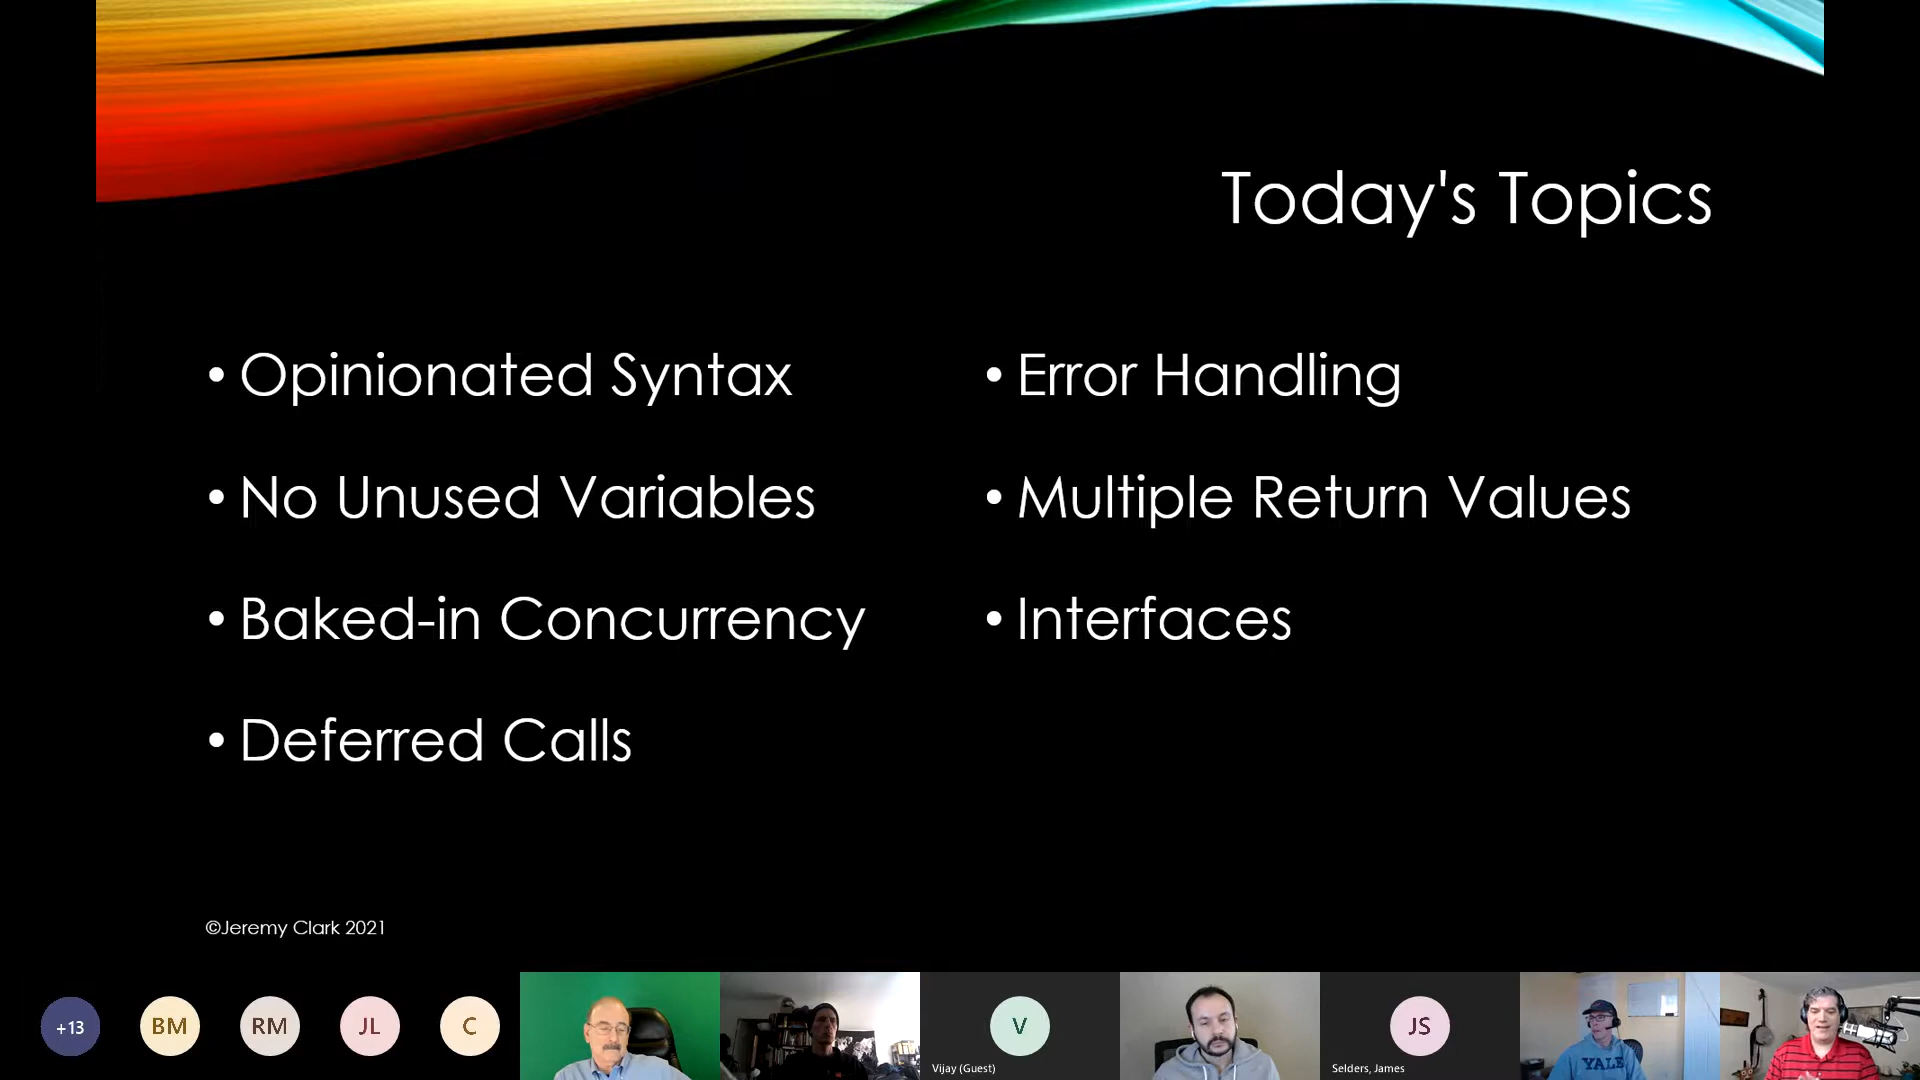 Today's Topics
• Opinionated Syntax
• No Unused Variables
• Baked-in Concurrency
• Deferred Calls
• Error Handling
• Multiple Return Values
• Interfaces
©Jeremy Clark 2021
+13
BM
RM
JL
C
V
Vijay (Guest)
JS
Selders, James
YALE